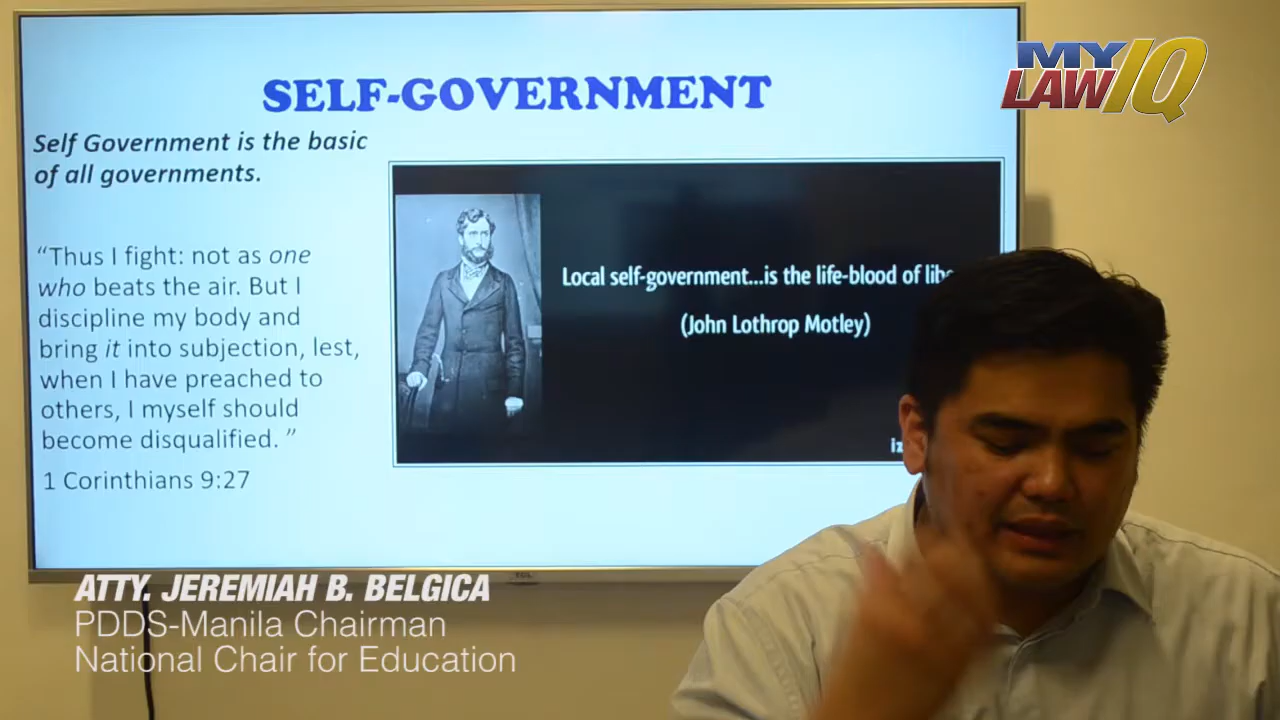 MY
LAW IQ
SELF-GOVERNMENT
Self Government is the basic
of all governments.
“Thus I fight: not as one
who beats the air. But I
discipline my body and
bring it into subjection, lest,
when I have preached to
others, I myself should
become disqualified. ”
1 Corinthians 9:27
Local self-government...is the life-blood of
(John Lothrop Motley)
TCL
ATTY. JEREMIAH B. BELGICA
PDDS-Manila Chairman
National Chair for Education